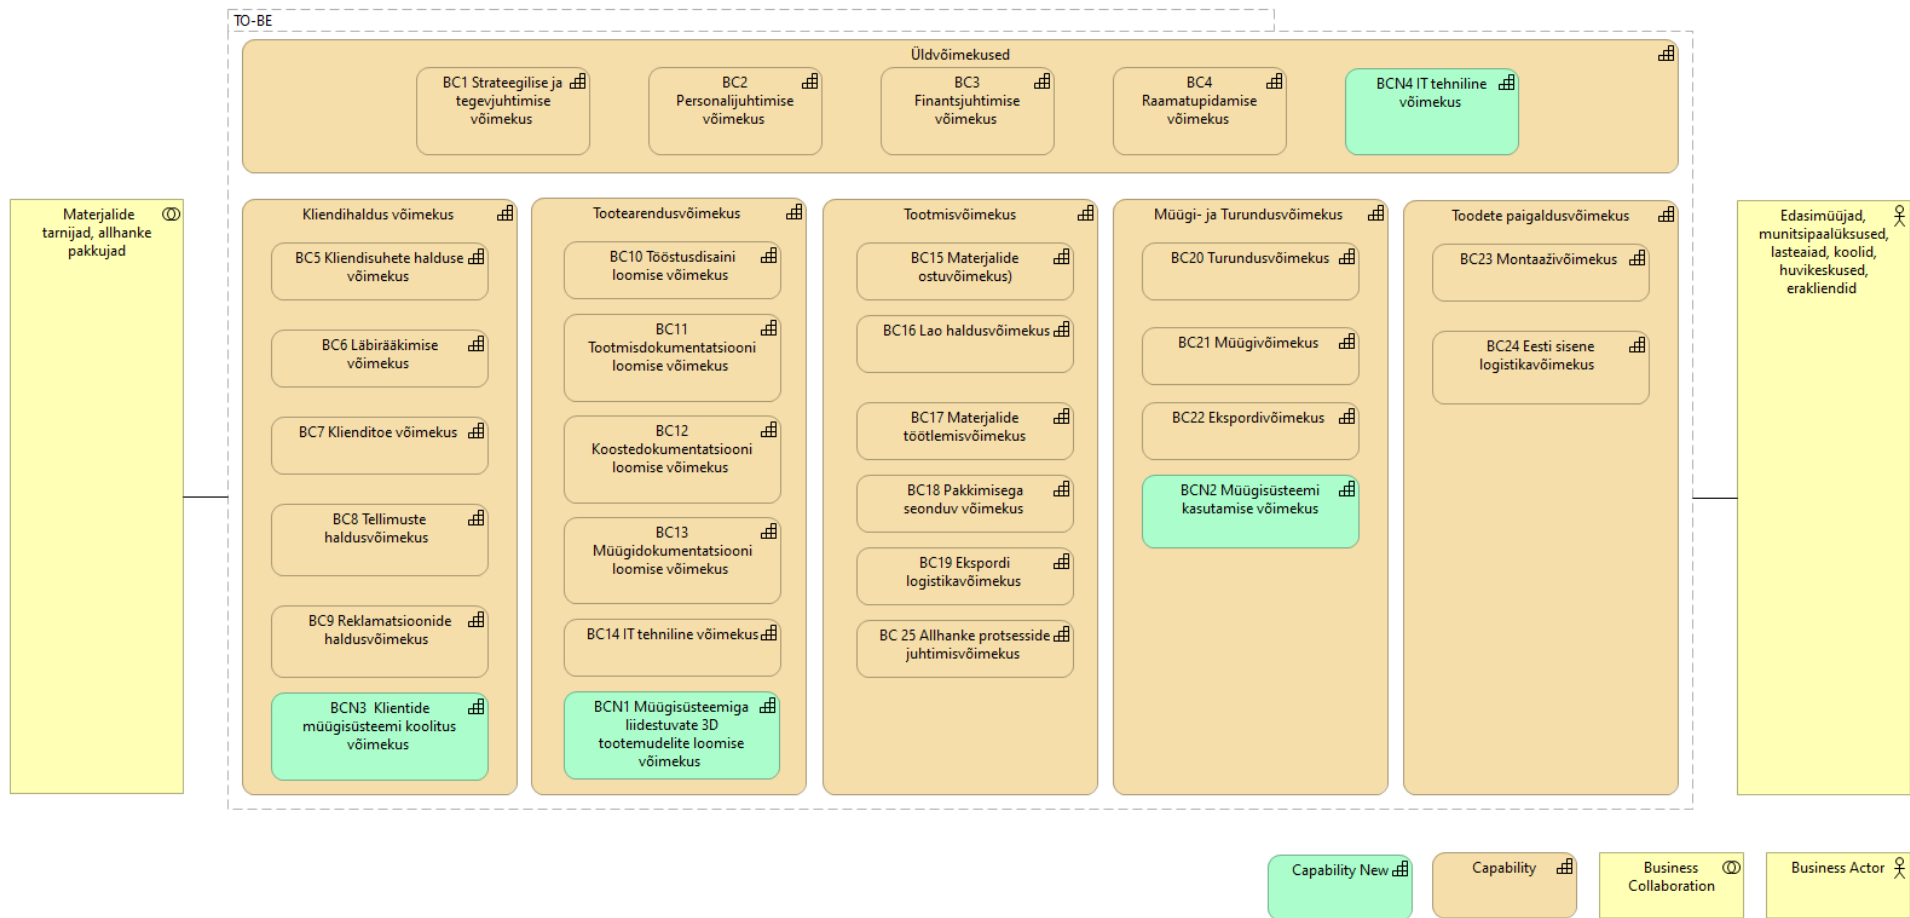 TO-BE
Üldvõimekused
BC1 Strateegilise ja
tegevjuhtimise
võimekus
BC2
Personalijuhtimise
võimekus
BC3
Finantsjuhtimise
võimekus
BC4
Raamatupidamise
võimekus
BCN4 IT tehniline
võimekus
Materjalide
tarnijad, allhanke
pakkujad
Kliendihaldus võimekus
BC5 Kliendisuhete halduse
võimekus
BC6 Läbirääkimise
võimekus
BC7 Klienditoe võimekus
BC8 Tellimuste
haldusvõimekus
BC9 Reklamatsioonide
haldusvõimekus
BCN3 Klientide
müügisüsteemi koolitus
võimekus
Tootearendusvõimekus
BC10 Tööstusdisaini
loomise võimekus
BC11
Tootmisdokumentatsiooni
loomise võimekus
BC12
Koostedokumentatsiooni
loomise võimekus
BC13
Müügidokumentatsiooni
loomise võimekus
BC14 IT tehniline võimekus
BCN1 Müügisüsteemiga
liidestuvate 3D
tootemudelite loomise
võimekus
Tootmisvõimekus
BC15 Materjalide
ostuvõimekus)
BC16 Lao haldusvõimekus
BC17 Materjalide
töötlemisvõimekus
BC18 Pakkimisega
seonduv võimekus
BC19 Ekspordi
logistikavõimekus
BC 25 Allhanke protsesside
juhtimisvõimekus
Müügi- ja Turundusvõimekus
BC20 Turundusvõimekus
BC21 Müügivõimekus
BC22 Ekspordivõimekus
BCN2 Müügisüsteemi
kasutamise võimekus
Toodete paigaldusvõimekus
BC23 Montaaživõimekus
BC24 Eesti sisene
logistikavõimekus
Edasimüüjad,
munitsipaalüksused,
lasteaiad, koolid,
huvikeskused,
erakliendid
Capability New
Capability
Business
Collaboration
Business Actor